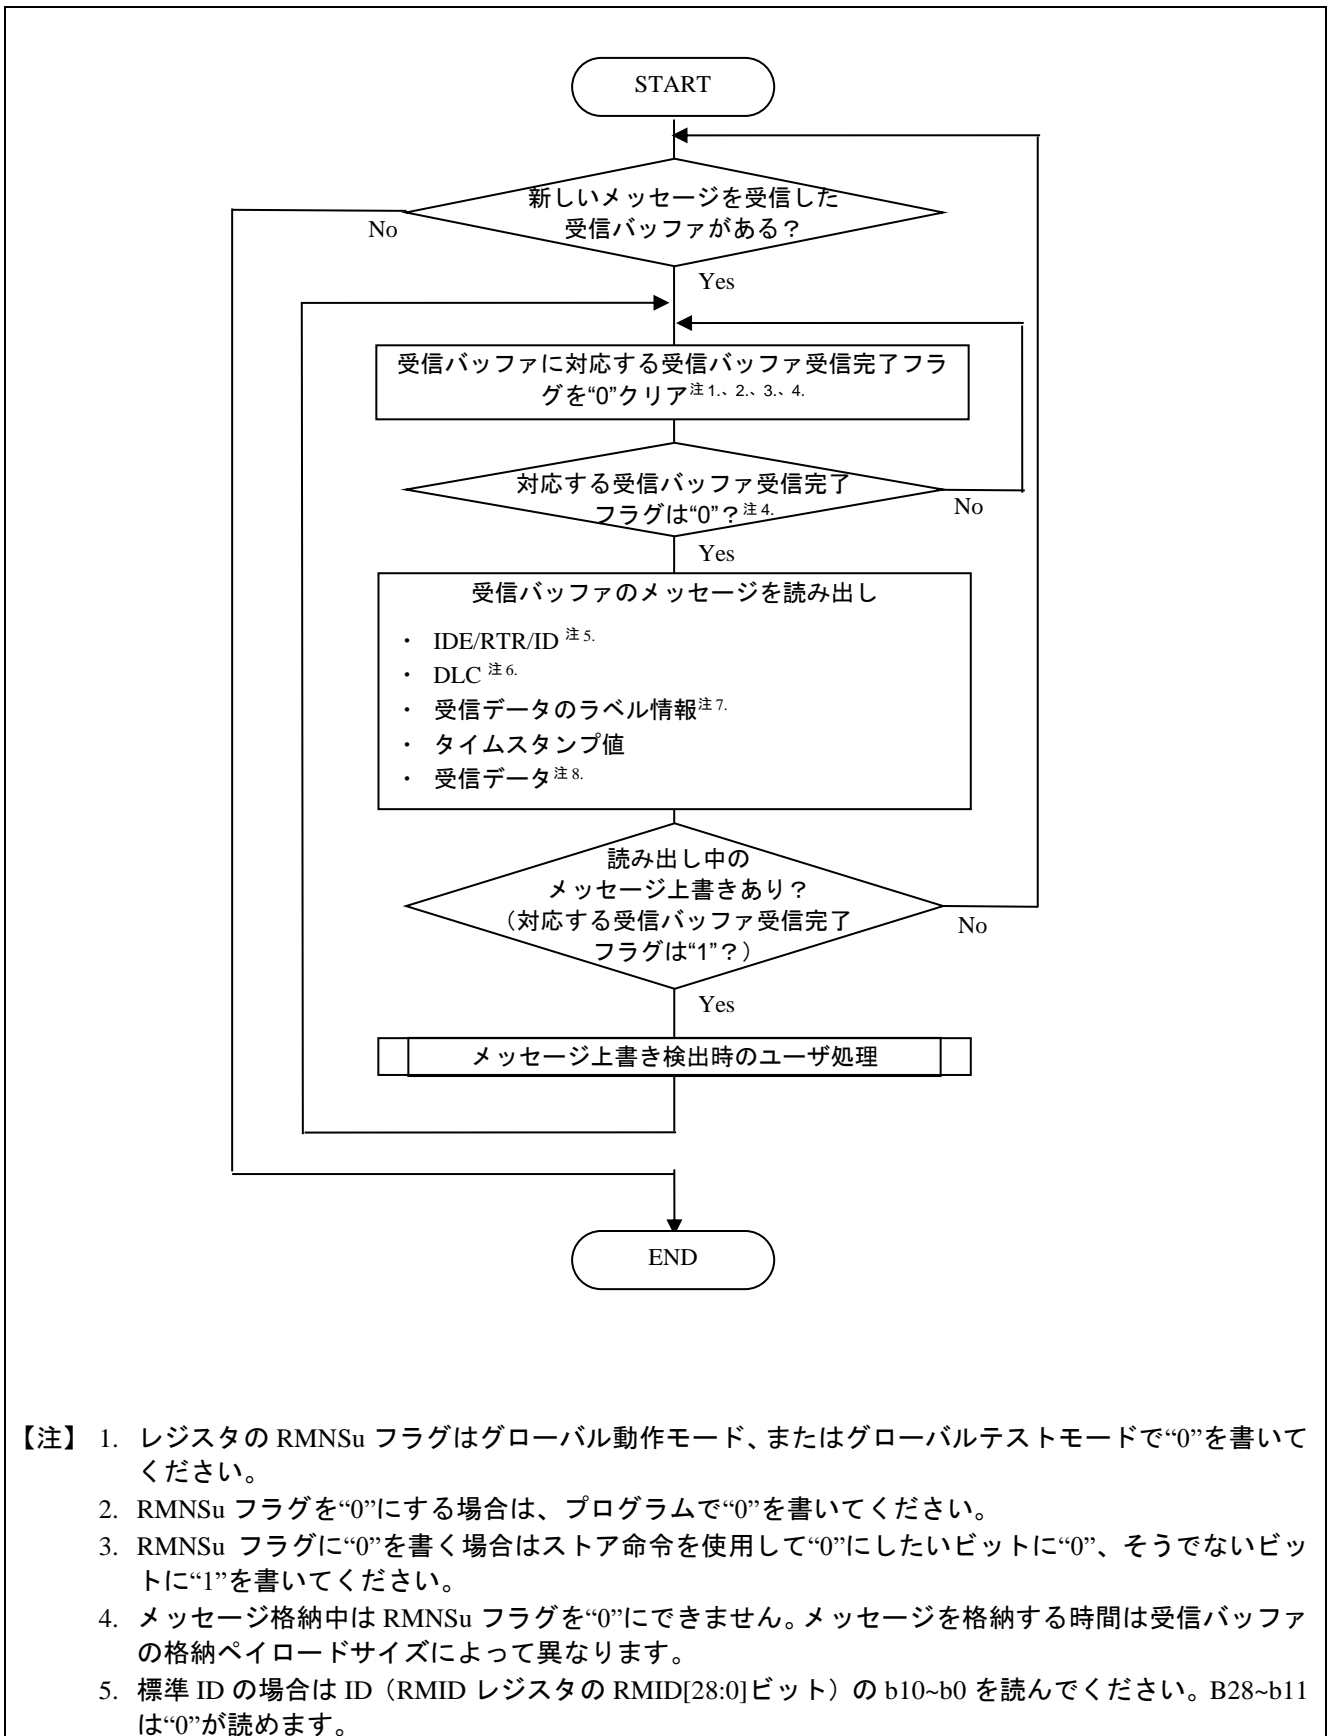 START
新しいメッセージを受信した
受信バッファがある？
No
Yes
受信バッファに対応する受信バッファ受信完了フラ
グを“0”クリア注 1.、2.、3.、4.
対応する受信バッファ受信完了
フラグは“0”？注 4.
No
Yes
受信バッファのメッセージを読み出し
・ IDE/RTR/ID 注 5.
・ DLC 注 6.
・ 受信データのラベル情報注 7.
・ タイムスタンプ値
・ 受信データ注 8.
読み出し中の
メッセージ上書きあり？
（対応する受信バッファ受信完了
フラグは“1”？）
No
Yes
メッセージ上書き検出時のユーザ処理
END
【注】 1. レジスタの RMNSu フラグはグローバル動作モード、またはグローバルテストモードで“0”を書いて
ください。
2. RMNSu フラグを“0”にする場合は、プログラムで“0”を書いてください。
3. RMNSu フラグに“0”を書く場合はストア命令を使用して“0”にしたいビットに“0”、そうでないビッ
トに“1”を書いてください。
4. メッセージ格納中は RMNSu フラグを“0”にできません。メッセージを格納する時間は受信バッファ
の格納ペイロードサイズによって異なります。
5. 標準 ID の場合は ID（RMID レジスタの RMID[28:0]ビット）の b10~b0 を読んでください。B28~b11
は“0”が読めます。